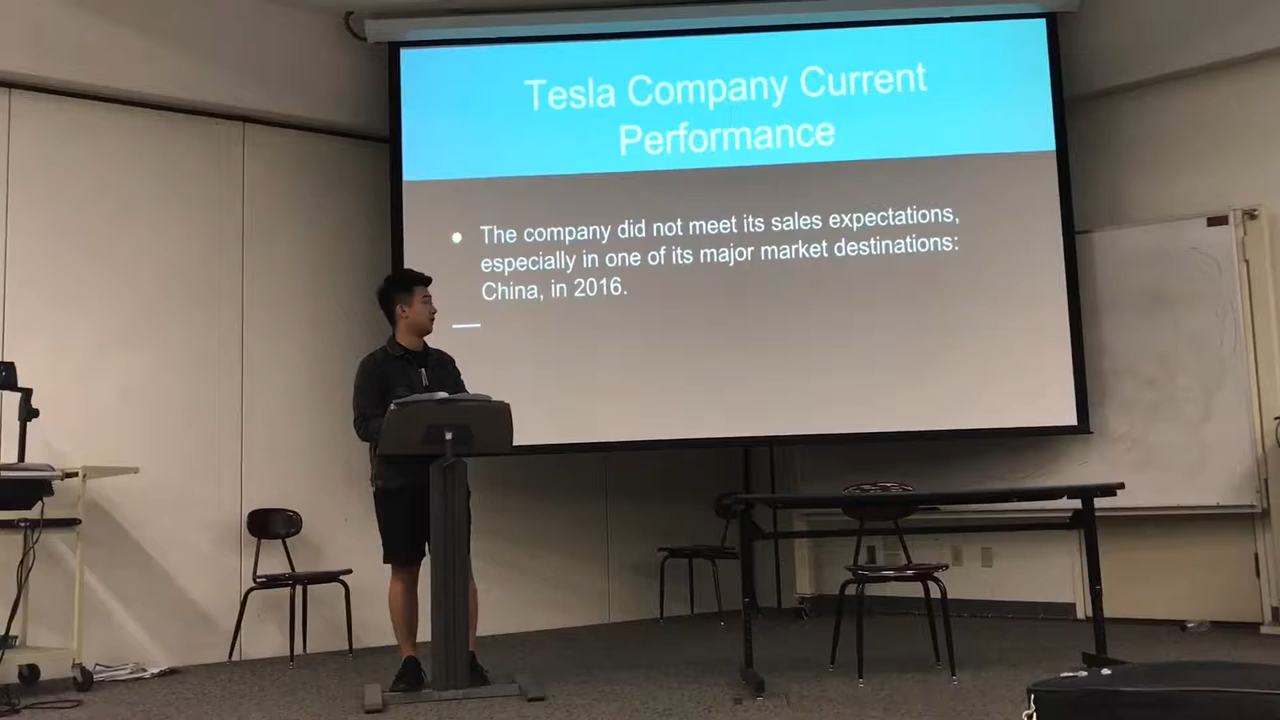 Tesla Company Current
Performance
● The company did not meet its sales expectations,
especially in one of its major market destinations:
China, in 2016.